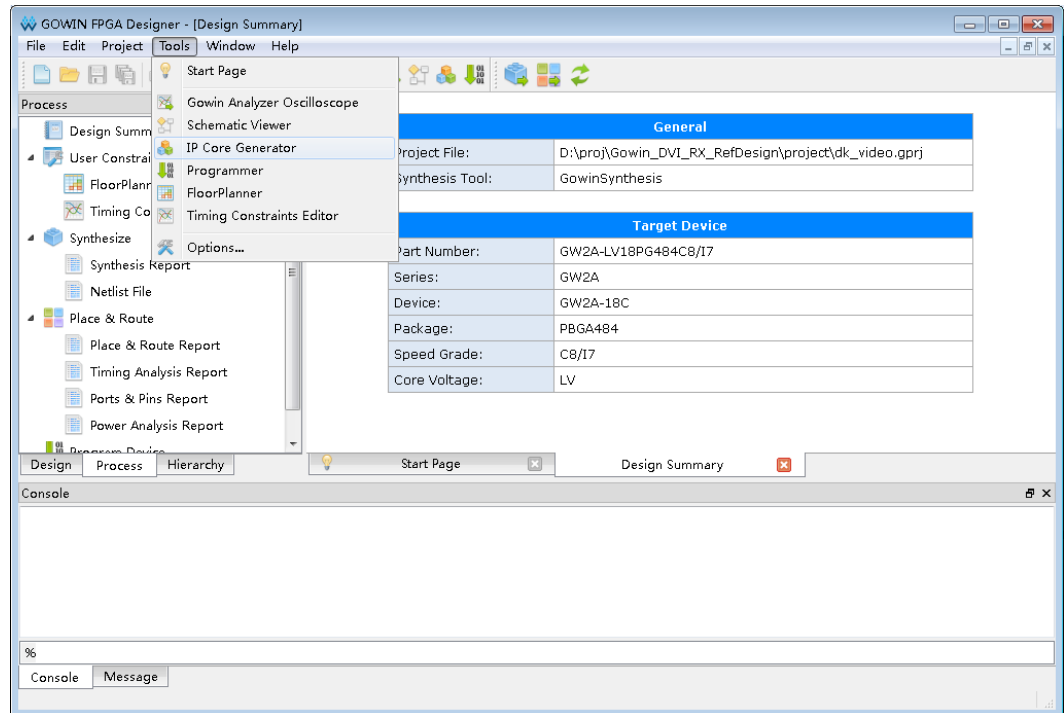 GOWIN FPGA Designer - [Design Summary]
File Edit Project Tools Window Help
Start Page
Gowin Analyzer Oscilloscope
Schematic Viewer
IP Core Generator
Programmer
FloorPlanner
Timing Constraints Editor
Options...
Process
Design Summ
User Constrai
FloorPlanr
Timing Co
Synthesize
Synthesis Report
Netlist File
Place & Route
Place & Route Report
Timing Analysis Report
Ports & Pins Report
Power Analysis Report
Program Device
Design Process Hierarchy
General
Project File: D:\proj\Gowin_DVI_RX_RefDesign\project\dk_video.gprj
Synthesis Tool: GowinSynthesis
Target Device
Part Number: GW2A-LV18PG484C8/I7
Series: GW2A
Device: GW2A-18C
Package: PBGA484
Speed Grade: C8/I7
Core Voltage: LV
Start Page Design Summary
Console
%
Console Message